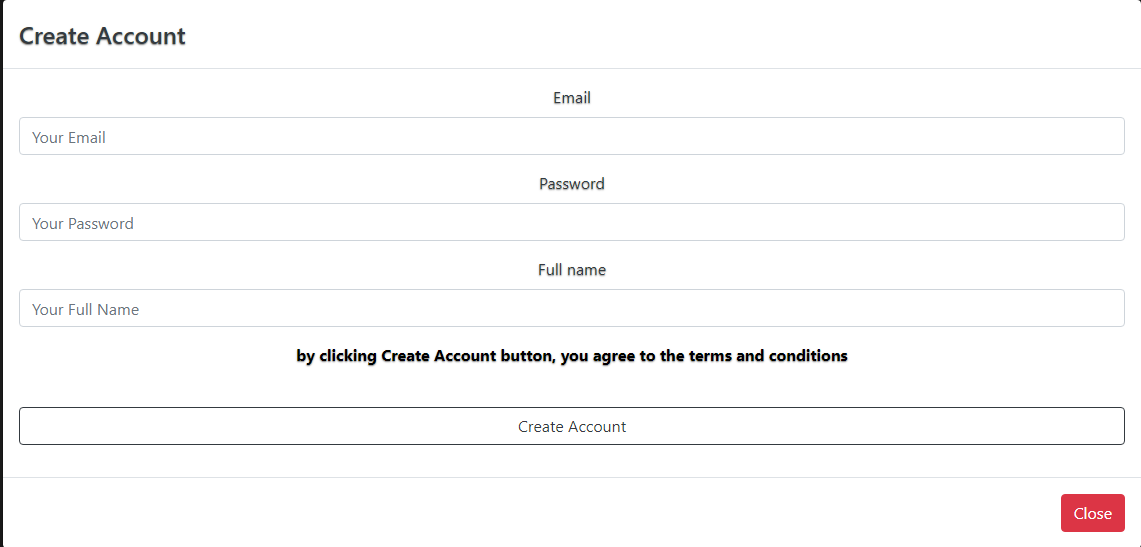 Create Account
Email
Your Email
Password
Your Password
Full name
Your Full Name
by clicking Create Account button, you agree to the terms and conditions
Create Account
Close